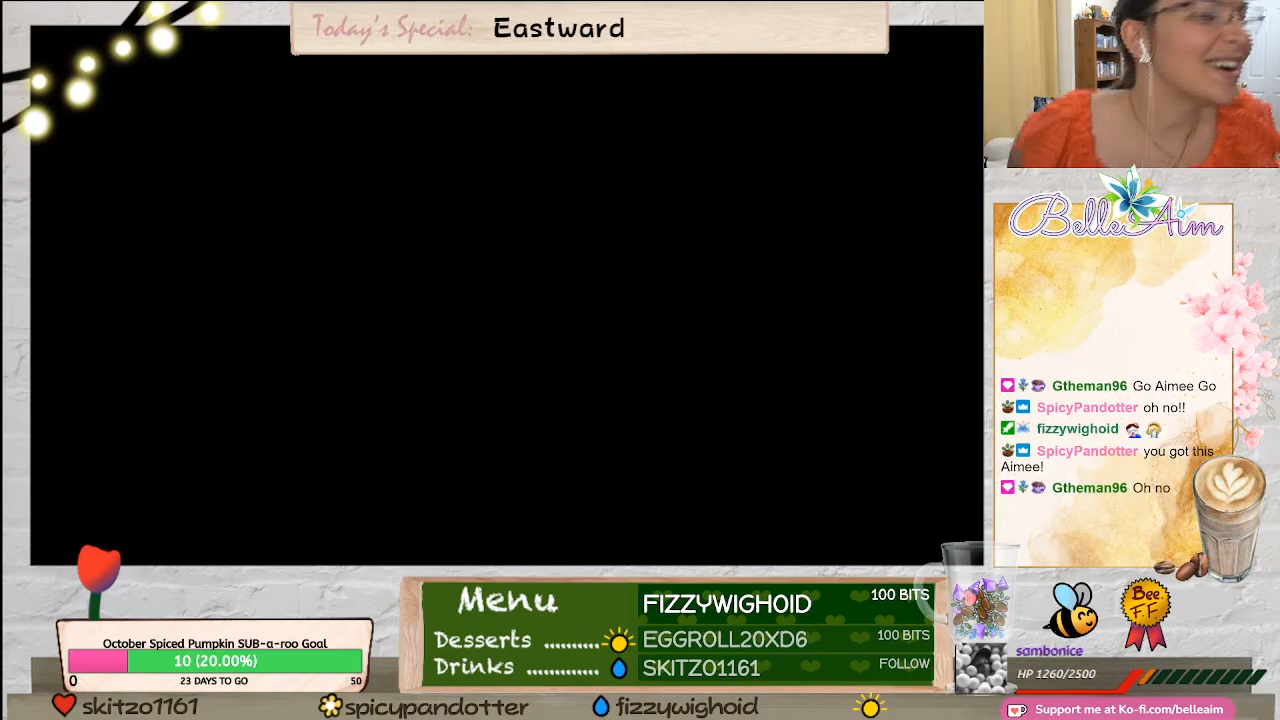 Today's Special: Eastward
BelleAim
Gtheman96 Go Aimee Go
SpicyPandotter oh no!!
fizzywighoid
SpicyPandotter you got this
Aimee!
Gtheman96 Oh no
Menu
Desserts ..........
Drinks .............
FIZZYWIGHOID 100 BITS
EGGROLL20XD6 100 BITS
SKITZO1161 FOLLOW
October Spiced Pumpkin SUB-a-roo Goal
10 (20.00%)
0 23 DAYS TO GO 50
Bee
F.F
sambonice
HP 1260/2500
skitzo1161 spicypandotter fizzywighoid
Support me at Ko-fi.com/belleaim